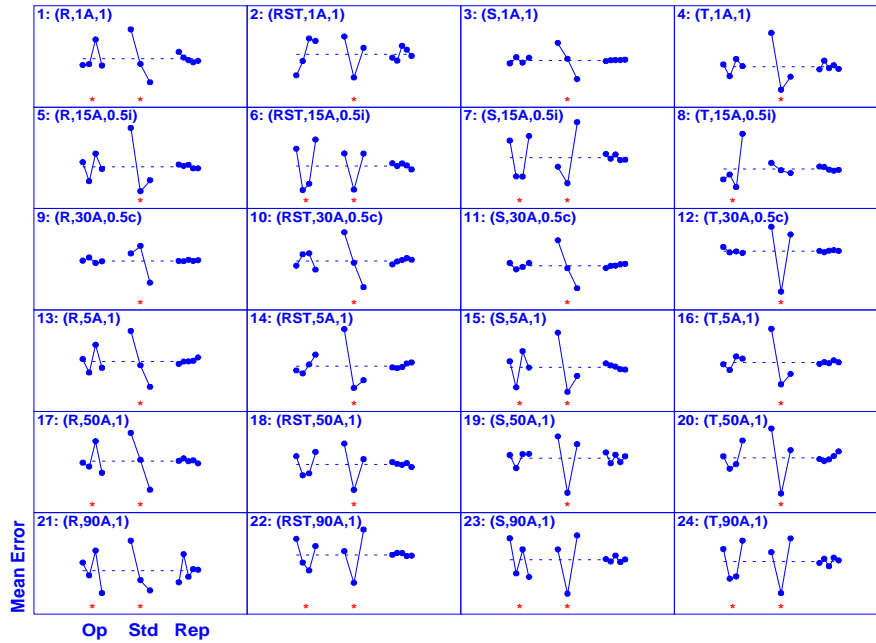 1: (R,1A,1)
2: (RST,1A,1)
3: (S,1A,1)
4: (T,1A,1)
* *
*
*
*
5: (R,15A,0.5i)
6: (RST,15A,0.5i)
7: (S,15A,0.5i)
8: (T,15A,0.5i)
*
* *
* *
*
9: (R,30A,0.5c)
10: (RST,30A,0.5c)
11: (S,30A,0.5c)
12: (T,30A,0.5c)
*
*
*
*
13: (R,5A,1)
14: (RST,5A,1)
15: (S,5A,1)
16: (T,5A,1)
*
*
* *
*
17: (R,50A,1)
18: (RST,50A,1)
19: (S,50A,1)
20: (T,50A,1)
* *
*
*
*
21: (R,90A,1)
22: (RST,90A,1)
23: (S,90A,1)
24: (T,90A,1)
* *
* *
* *
* *
Mean Error
Op Std Rep